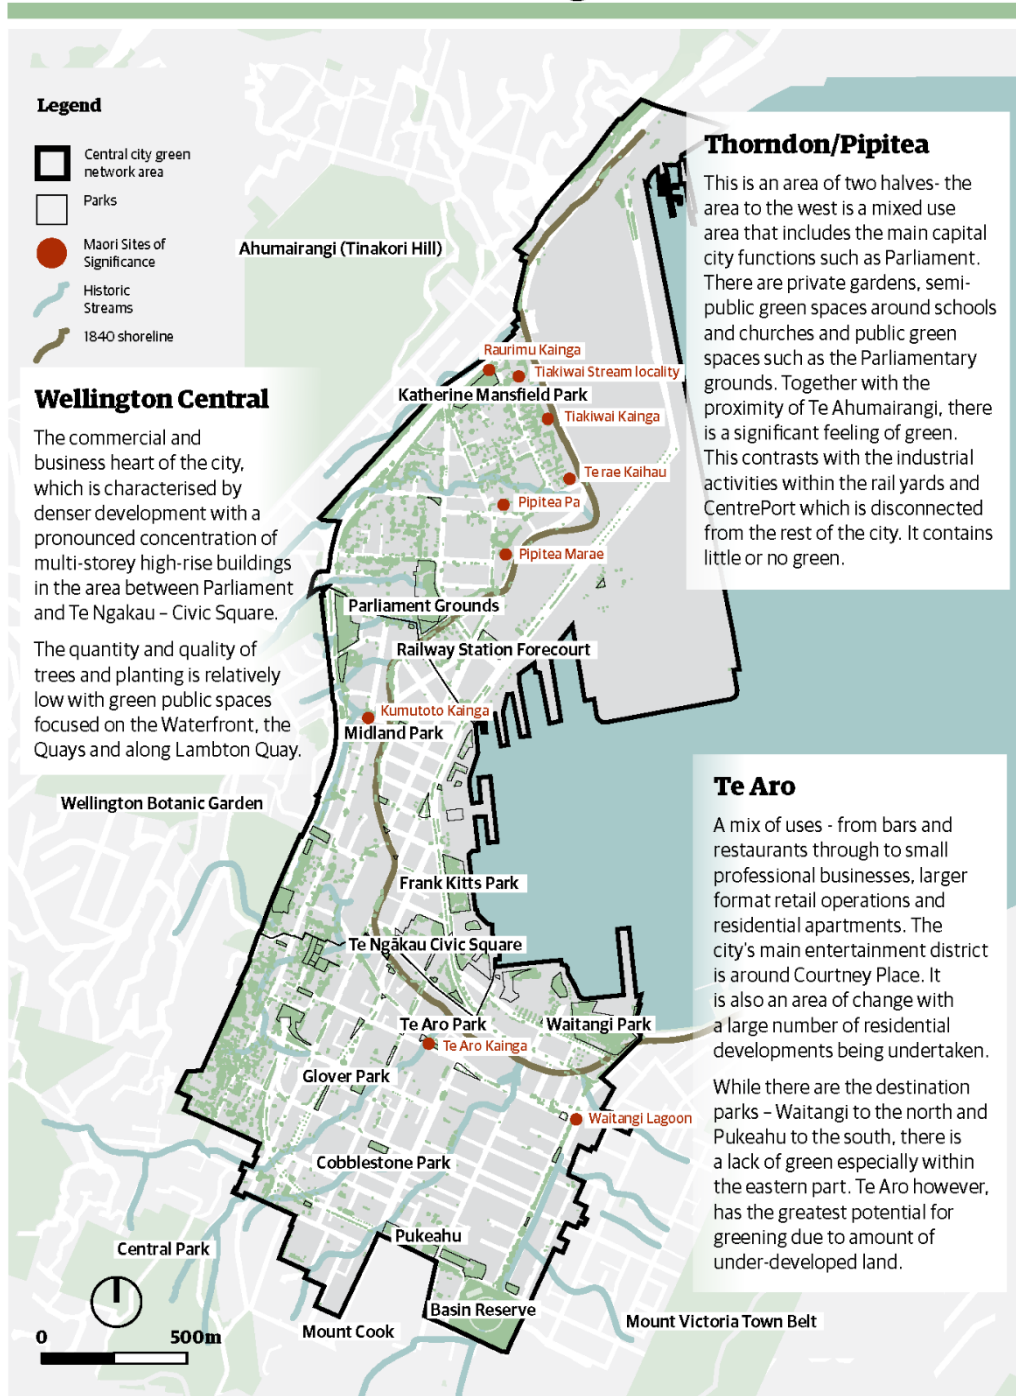 Legend
Central city green
network area
Parks
Maori Sites of
Significance
Historic
Streams
1840 shoreline
Wellington Central
The commercial and
business heart of the city,
which is characterised by
denser development with a
pronounced concentration of
multi-storey high-rise buildings
in the area between Parliament
and Te Ngakau – Civic Square.
The quantity and quality of
trees and planting is relatively
low with green public spaces
focused on the Waterfront, the
Quays and along Lambton Quay.
Thorndon/Pipitea
This is an area of two halves- the
area to the west is a mixed use
area that includes the main capital
city functions such as Parliament.
There are private gardens, semi-
public green spaces around schools
and churches and public green
spaces such as the Parliamentary
grounds. Together with the
proximity of Te Ahumairangi, there
is a significant feeling of green.
This contrasts with the industrial
activities within the rail yards and
CentrePort which is disconnected
from the rest of the city. It contains
little or no green.
Te Aro
A mix of uses - from bars and
restaurants through to small
professional businesses, larger
format retail operations and
residential apartments. The
city's main entertainment district
is around Courtney Place. It
is also an area of change with
a large number of residential
developments being undertaken.
While there are the destination
parks – Waitangi to the north and
Pukeahu to the south, there is
a lack of green especially within
the eastern part. Te Aro however,
has the greatest potential for
greening due to amount of
under-developed land.
Ahumairangi (Tinakori Hill)
Raurimu Kainga
Tiakiwai Stream locality
Katherine Mansfield Park
Tiakiwai Kainga
Te rae Kaihau
Pipitea Pa
Pipitea Marae
Parliament Grounds
Railway Station Forecourt
Kumutoto Kainga
Midland Park
Wellington Botanic Garden
Frank Kitts Park
Te Ngākau Civic Square
Te Aro Park
Waitangi Park
Te Aro Kainga
Glover Park
Waitangi Lagoon
Cobblestone Park
Pukeahu
Central Park
Basin Reserve
Mount Cook
Mount Victoria Town Belt
0 500m